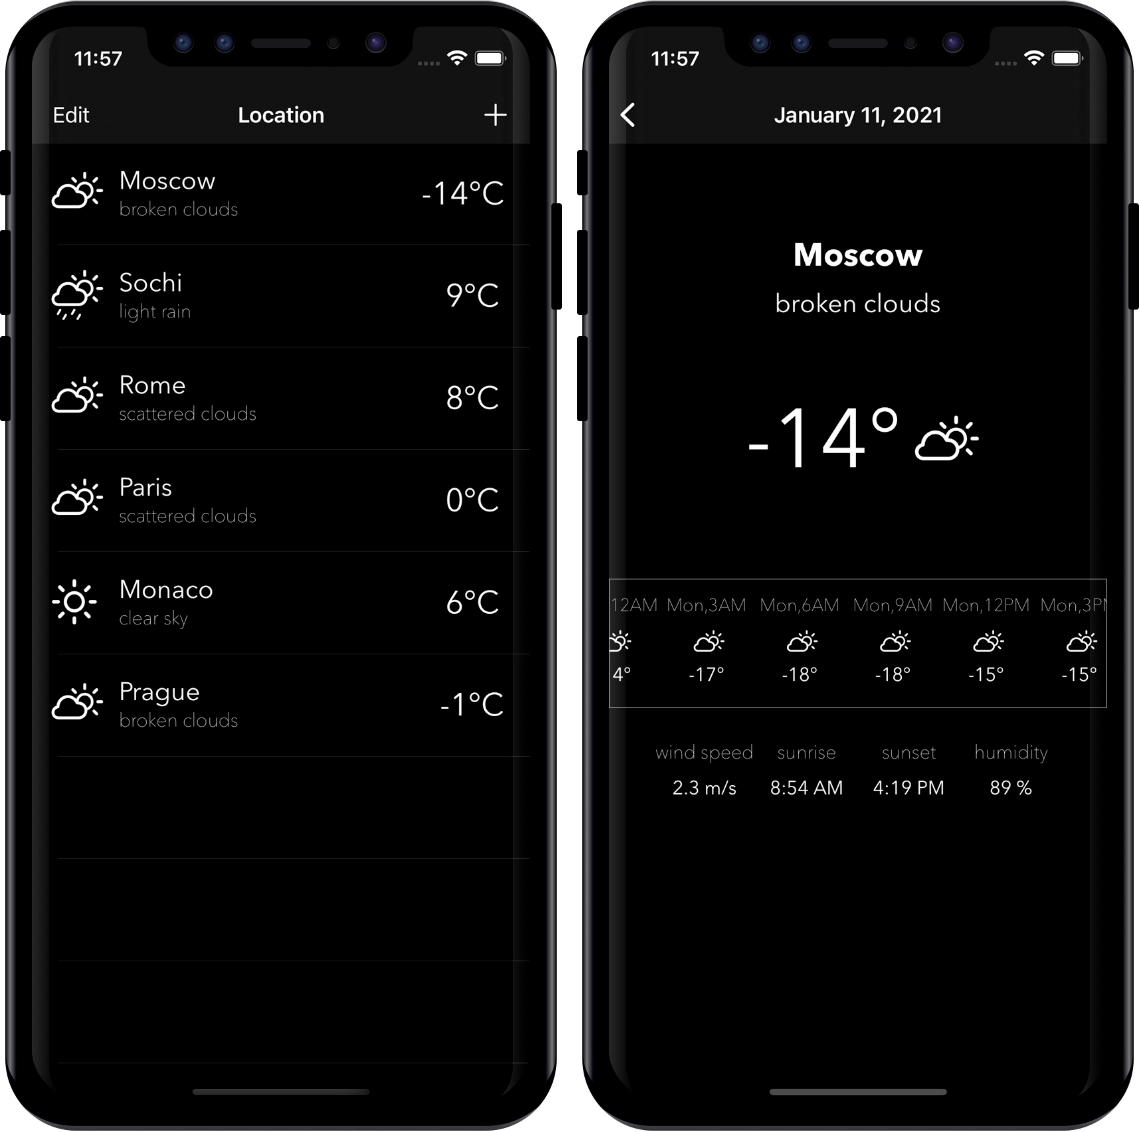 11:57
Edit Location +
Moscow
broken clouds
-14°C
Sochi
light rain
9°C
Rome
scattered clouds
8°C
Paris
scattered clouds
0°C
Monaco
clear sky
6°C
Prague
broken clouds
-1°C
11:57
January 11, 2021
Moscow
broken clouds
-14°
12AM Mon,3AM Mon,6AM Mon,9AM Mon,12PM Mon,3P
4° -17° -18° -18° -15° -15°
wind speed sunrise sunset humidity
2.3 m/s 8:54 AM 4:19 PM 89 %